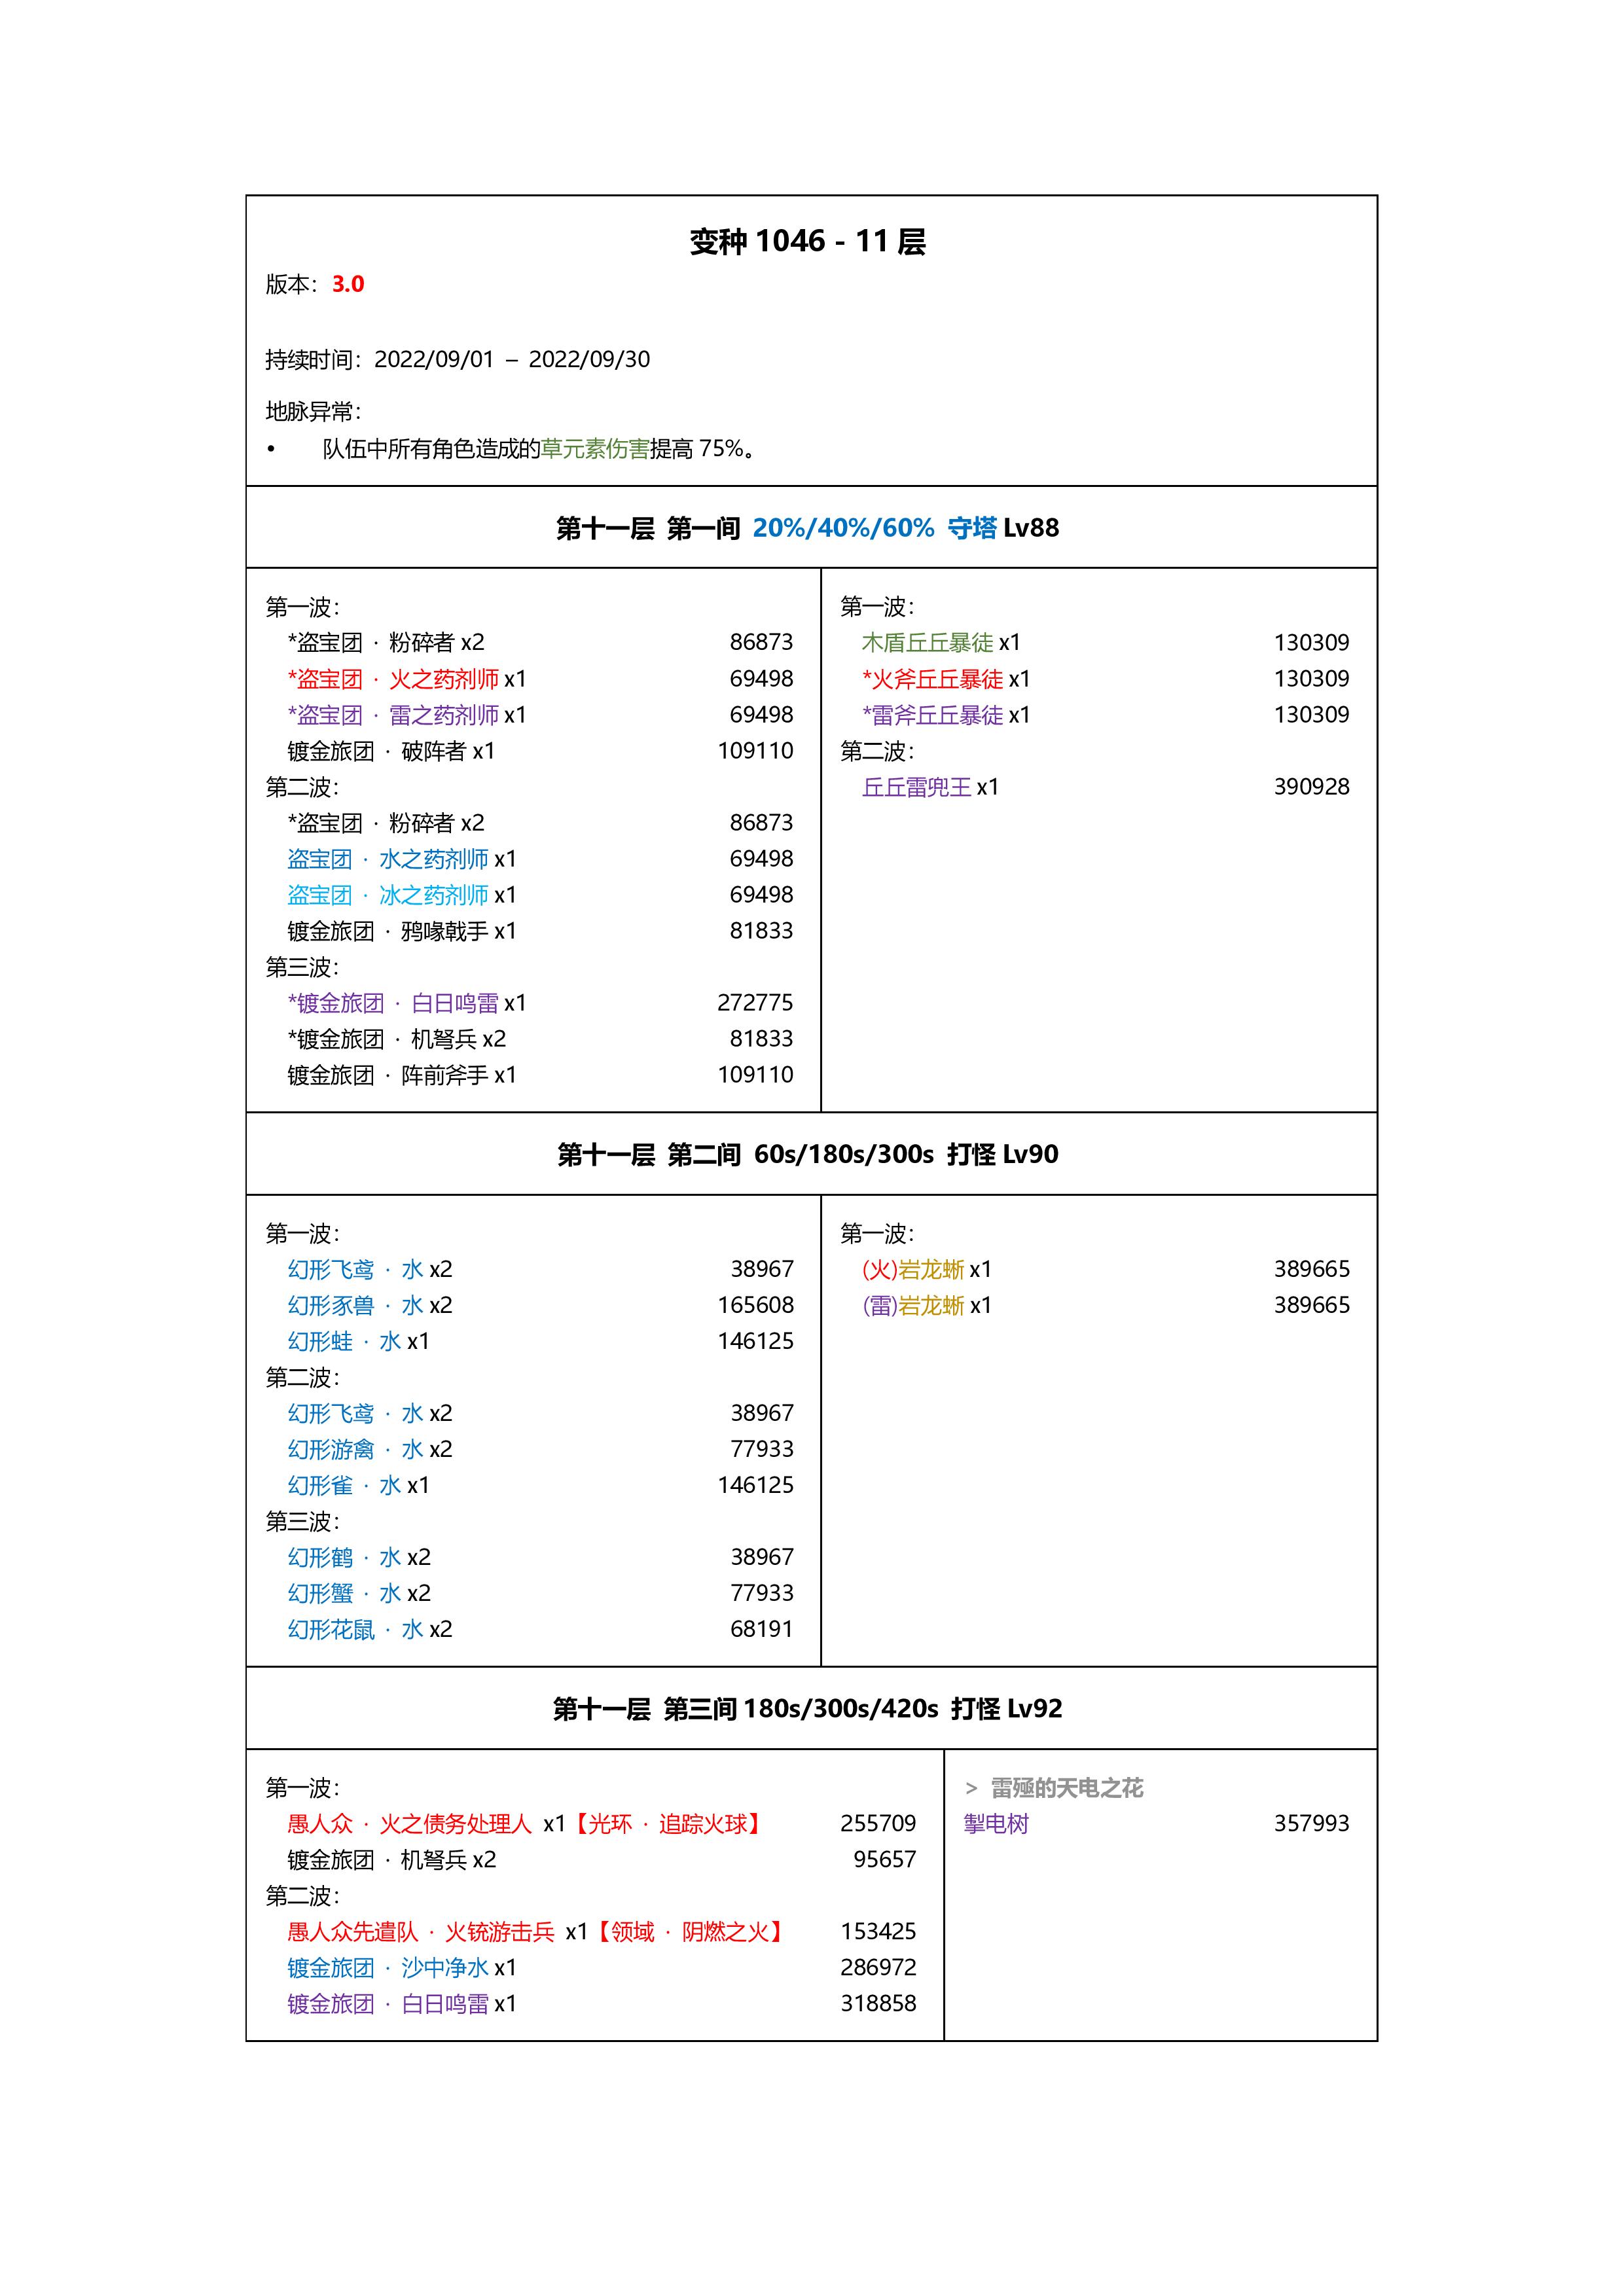 变种 1046 - 11 层
版本：3.0
持续时间：2022/09/01 – 2022/09/30
地脉异常：
• 队伍中所有角色造成的草元素伤害提高 75%。
第十一层 第一间 20%/40%/60% 守塔 Lv88
第一波：
*盗宝团 · 粉碎者 x2 86873
*盗宝团 · 火之药剂师 x1 69498
*盗宝团 · 雷之药剂师 x1 69498
镀金旅团 · 破阵者 x1 109110
第二波：
*盗宝团 · 粉碎者 x2 86873
盗宝团 · 水之药剂师 x1 69498
盗宝团 · 冰之药剂师 x1 69498
镀金旅团 · 鸦喙戟手 x1 81833
第三波：
*镀金旅团 · 白日鸣雷 x1 272775
*镀金旅团 · 机弩兵 x2 81833
镀金旅团 · 阵前斧手 x1 109110
第一波：
木盾丘丘暴徒 x1 130309
*火斧丘丘暴徒 x1 130309
*雷斧丘丘暴徒 x1 130309
第二波：
丘丘雷兜王 x1 390928
第十一层 第二间 60s/180s/300s 打怪 Lv90
第一波：
幻形飞鸢 · 水 x2 38967
幻形豕兽 · 水 x2 165608
幻形蛙 · 水 x1 146125
第二波：
幻形飞鸢 · 水 x2 38967
幻形游禽 · 水 x2 77933
幻形雀 · 水 x1 146125
第三波：
幻形鹤 · 水 x2 38967
幻形蟹 · 水 x2 77933
幻形花鼠 · 水 x2 68191
第一波：
(火)岩龙蜥 x1 389665
(雷)岩龙蜥 x1 389665
第十一层 第三间 180s/300s/420s 打怪 Lv92
第一波：
愚人众 · 火之债务处理人 x1【光环 · 追踪火球】 255709
镀金旅团 · 机弩兵 x2 95657
第二波：
愚人众先遣队 · 火铳游击兵 x1【领域 · 阴燃之火】 153425
镀金旅团 · 沙中净水 x1 286972
镀金旅团 · 白日鸣雷 x1 318858
> 雷殛的天电之花
掣电树 357993